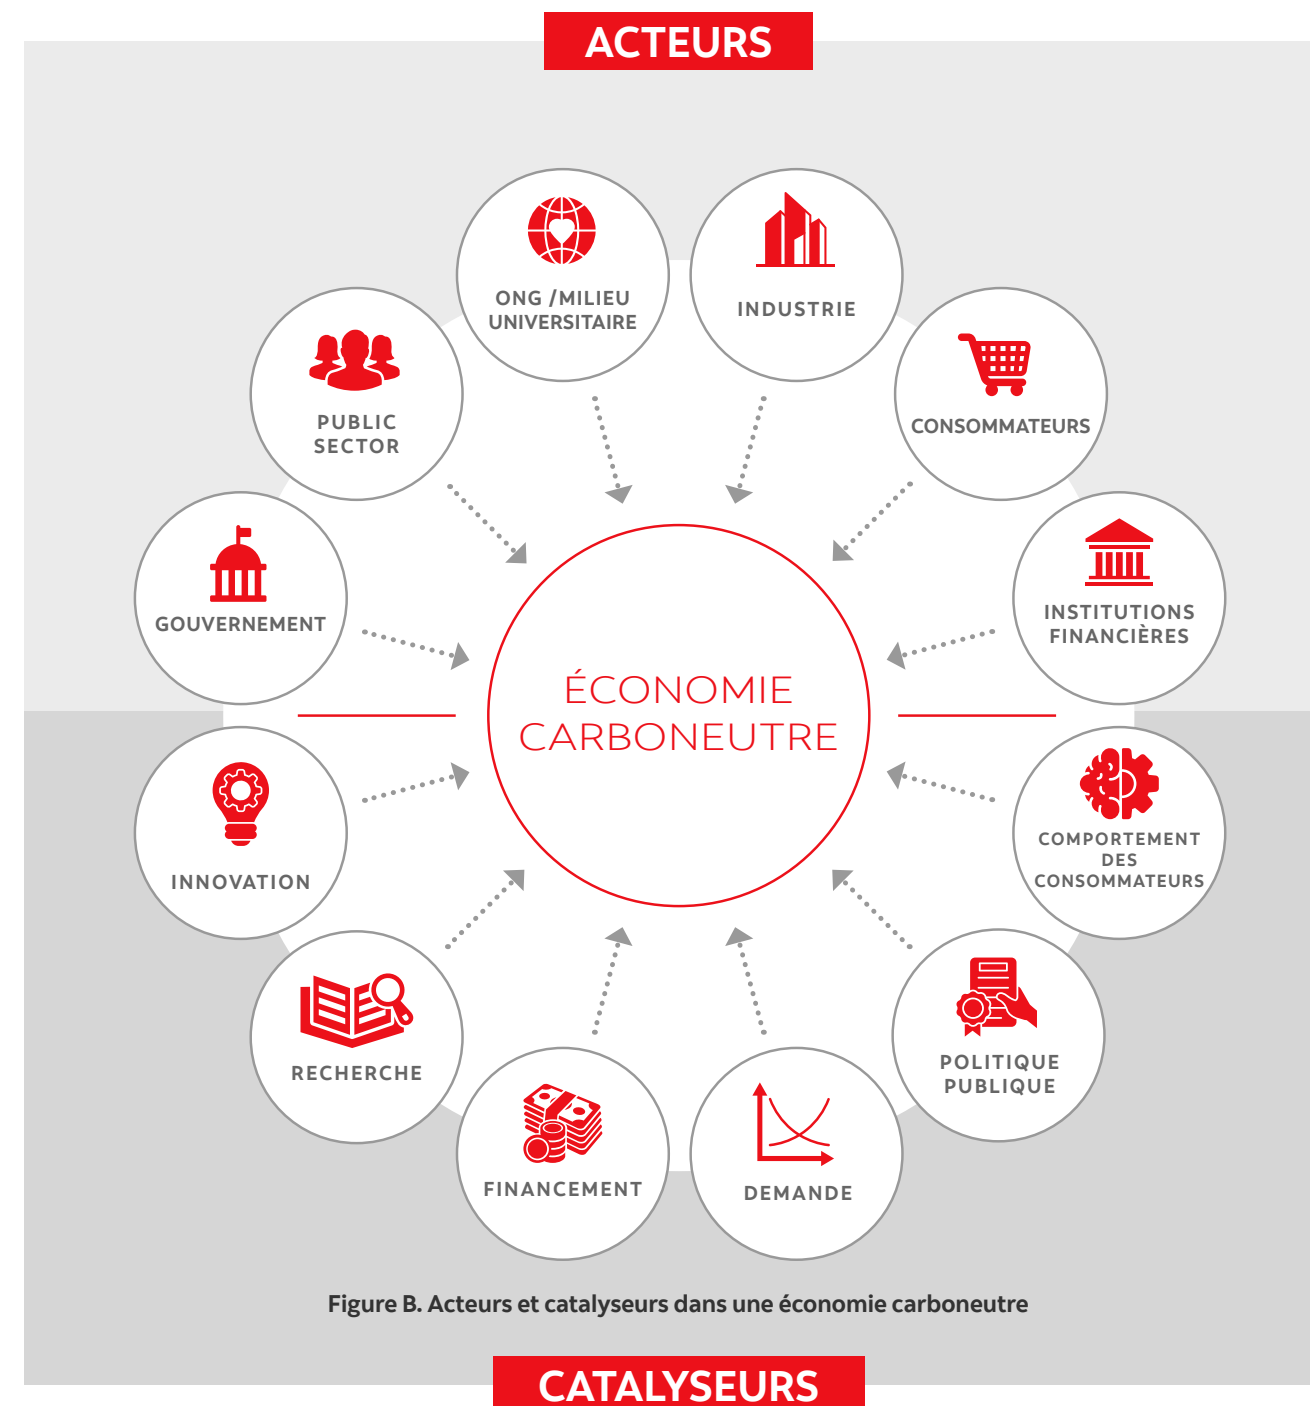 ACTEURS
ONG /MILIEU
UNIVERSITAIRE
INDUSTRIE
PUBLIC
SECTOR
CONSOMMATEURS
GOUVERNEMENT
INSTITUTIONS
FINANCIÈRES
ÉCONOMIE
CARBONEUTRE
INNOVATION
COMPORTEMENT
DES
CONSOMMATEURS
RECHERCHE
POLITIQUE
PUBLIQUE
FINANCEMENT
DEMANDE
Figure B. Acteurs et catalyseurs dans une économie carboneutre
CATALYSEURS